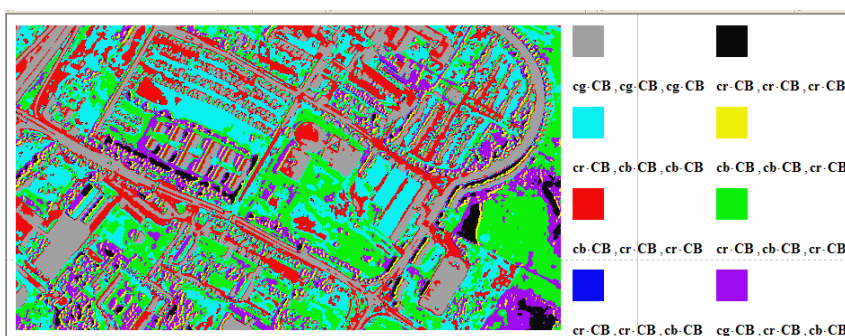 cg-CB , cg-CB , cg-CB cr-CB , cr-CB , cr-CB
cr-CB , cb-CB , cb-CB cb-CB , cb-CB , cr-CB
cb-CB , cr-CB , cr-CB cr-CB , cb-CB , cr-CB
cr-CB , cr-CB , cb-CB cg-CB , cr-CB , cb-CB